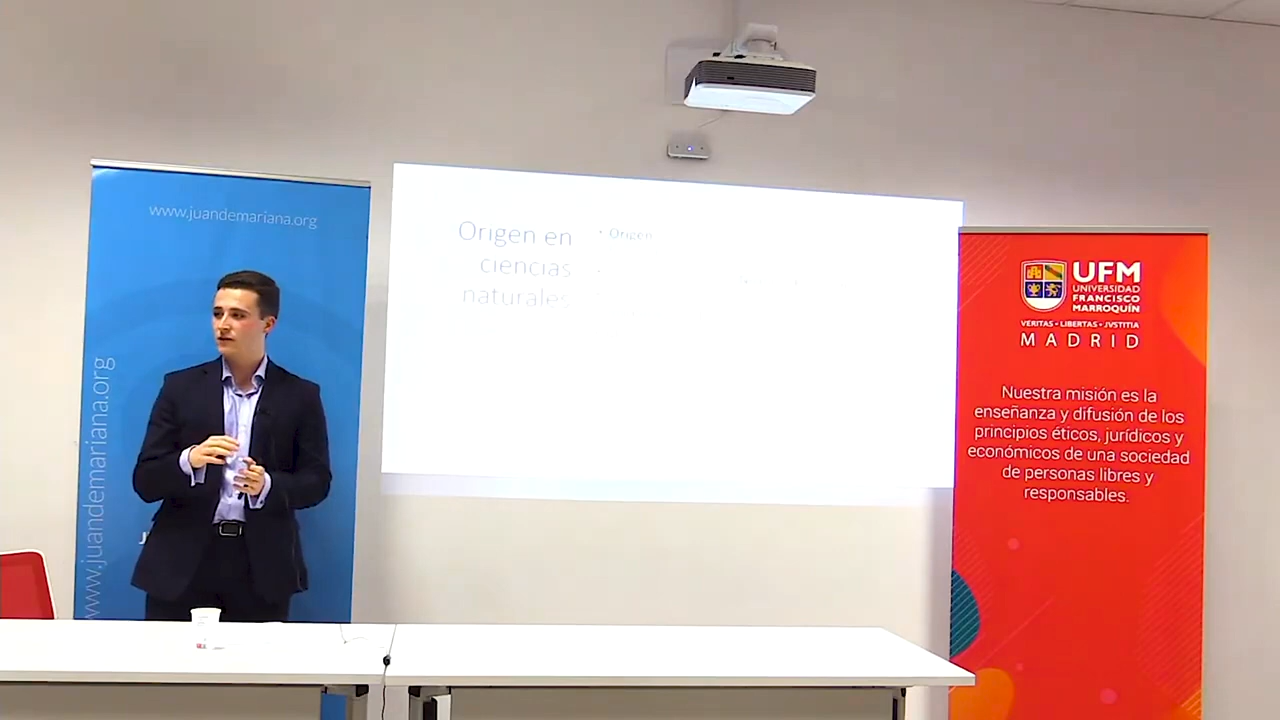 www.juandemariana.org
www.juandemariana.org
Origen en
ciencias
naturales
• Origen
UFM
UNIVERSIDAD
FRANCISCO
MARROQUÍN
VERITAS • LIBERTAS • JVSTITIA
MADRID
Nuestra misión es la
enseñanza y difusión de los
principios éticos, jurídicos y
económicos de una sociedad
de personas libres y
responsables.